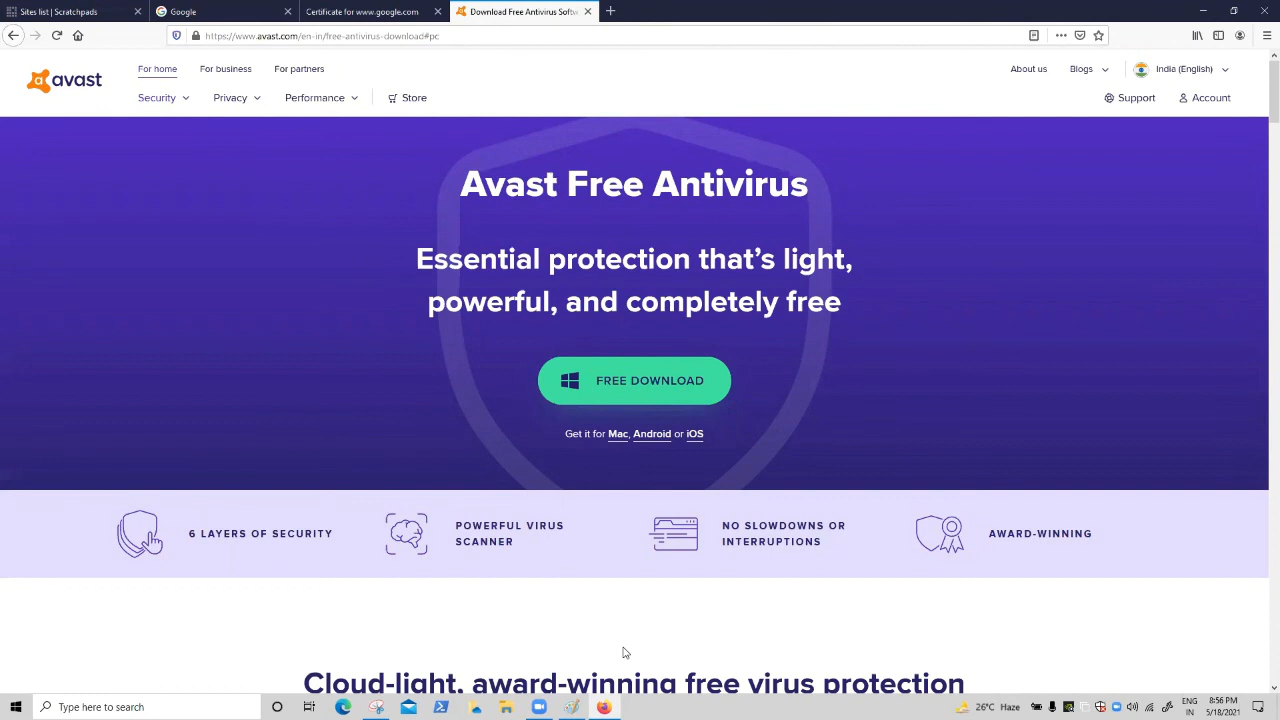 Sites list | Scratchpads
Google
Certificate for www.google.com
Download Free Antivirus Softw
https://www.avast.com/en-in/free-antivirus-download#pc
avast
For home
For business
For partners
About us
Blogs
India (English)
Security
Privacy
Performance
Store
Support
Account
Avast Free Antivirus
Essential protection that's light,
powerful, and completely free
FREE DOWNLOAD
Get it for Mac, Android or iOS
6 LAYERS OF SECURITY
POWERFUL VIRUS
SCANNER
NO SLOWDOWNS OR
INTERRUPTIONS
AWARD-WINNING
Cloud-light, award-winning free virus protection
Type here to search
26°C Haze
ENG
IN
8:56 PM
5/18/2021